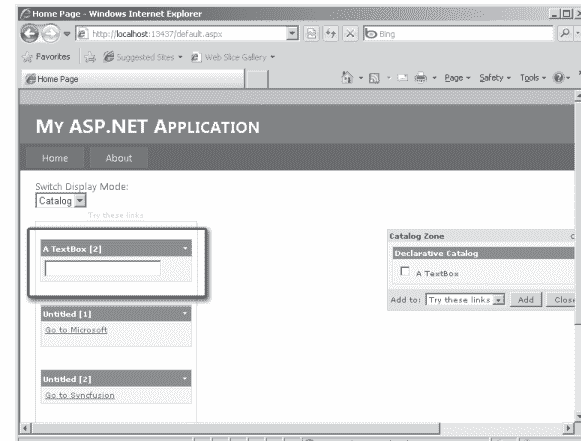 Home Page - Windows Internet Explorer
http://localhost:13437/default.aspx
Bing
Favorites
Suggested Sites
Web Slice Gallery
Home Page
Page
Safety
Tools
MY ASP.NET APPLICATION
Home
About
Switch Display Mode:
Catalog
Try these links
A TextBox [2]
Untitled [1]
Go to Microsoft
Untitled [2]
Go to Syncfusion
Catalog Zone
Declarative Catalog
A TextBox
Add to: Try these links Add Close